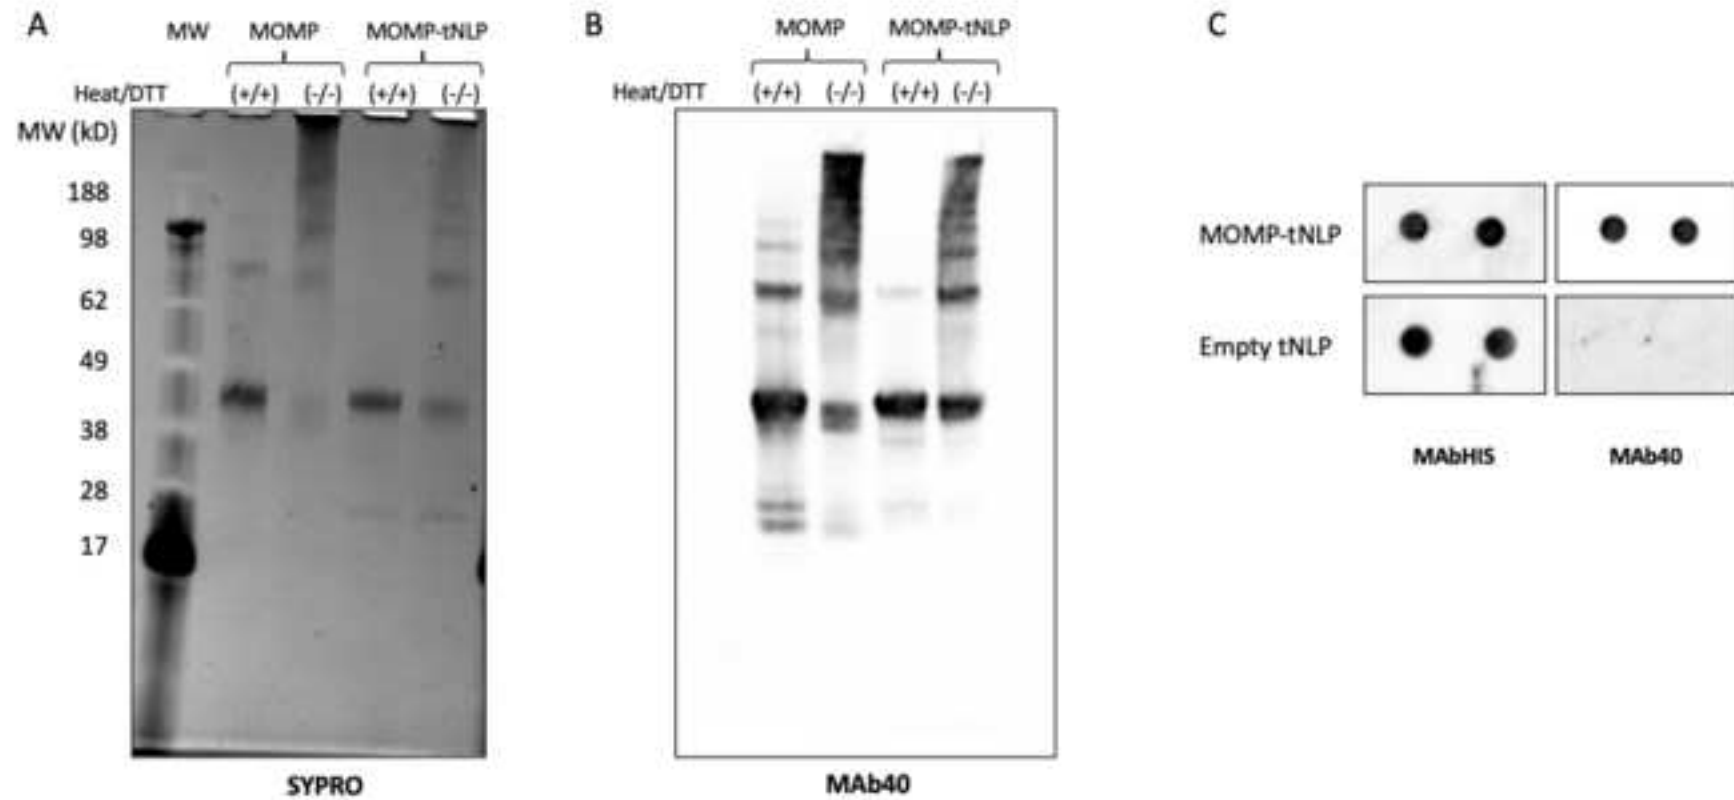 A
MW MOMP MOMP-tNLP
Heat/DTT (+/+) (-/-) (+/+) (-/-)
MW (kD)
188
98
62
49
38
28
17
SYPRO
B
MOMP MOMP-tNLP
Heat/DTT (+/+) (-/-) (+/+) (-/-)
MAb40
C
MOMP-tNLP
Empty tNLP
MAbHIS MAb40